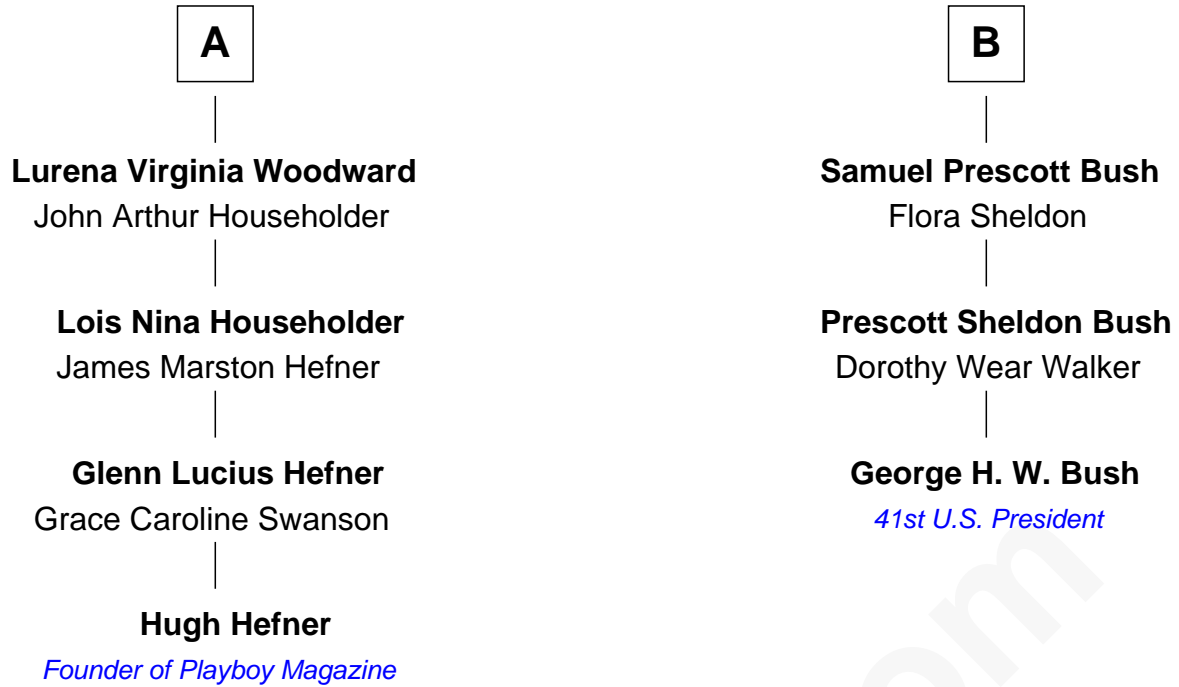 A
Lurena Virginia Woodward
John Arthur Householder
Lois Nina Householder
James Marston Hefner
Glenn Lucius Hefner
Grace Caroline Swanson
Hugh Hefner
Founder of Playboy Magazine
B
Samuel Prescott Bush
Flora Sheldon
Prescott Sheldon Bush
Dorothy Wear Walker
George H. W. Bush
41st U.S. President
om